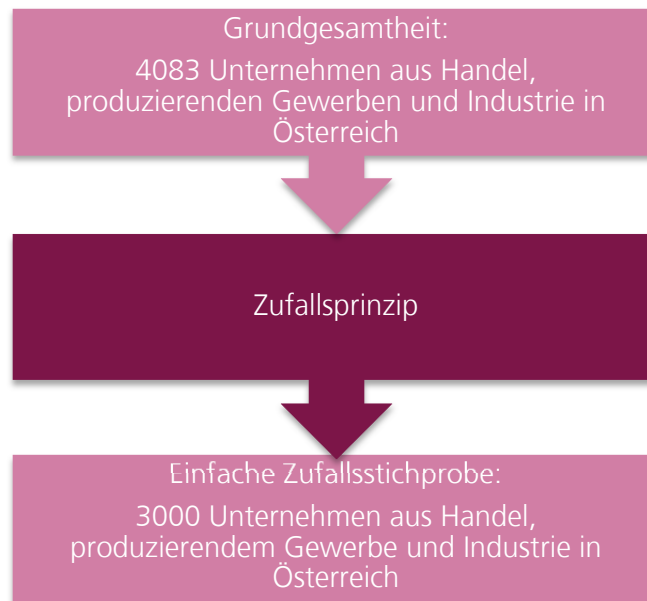 Grundgesamtheit:
4083 Unternehmen aus Handel,
produzierenden Gewerben und Industrie in
Österreich
Zufallsprinzip
Einfache Zufallsstichprobe:
3000 Unternehmen aus Handel,
produzierendem Gewerbe und Industrie in
Österreich